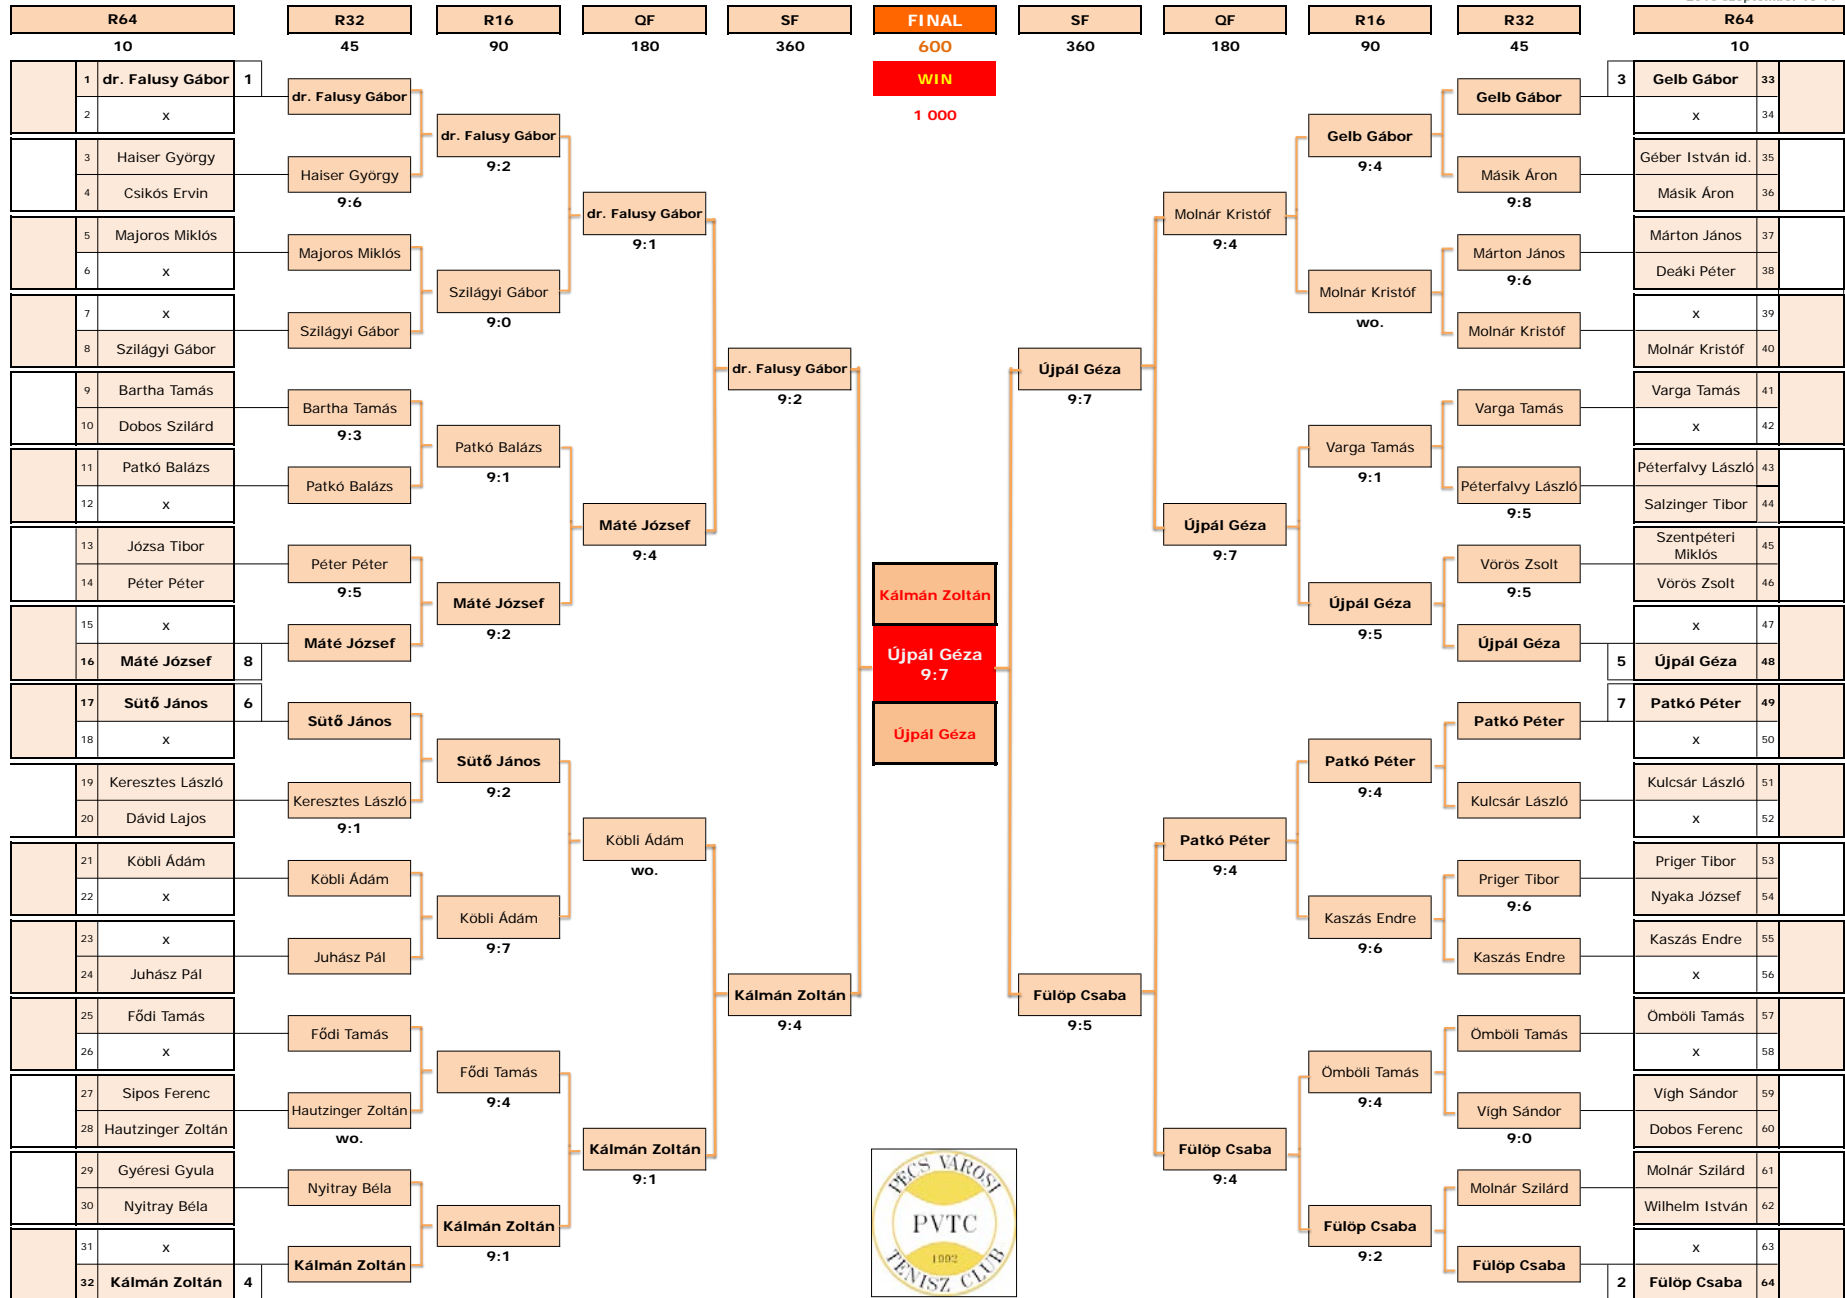 R64
R32
R16
QF
SF
FINAL
SF
QF
R16
R32
R64
10
45
90
180
360
600
360
180
90
45
10
WIN
1 000
1 dr. Falusy Gábor 1
2 x
3 Haiser György
4 Csikós Ervin
5 Majoros Miklós
6 x
7 x
8 Szilágyi Gábor
9 Bartha Tamás
10 Dobos Szilárd
11 Patkó Balázs
12 x
13 Józsa Tibor
14 Péter Péter
15 x
16 Máté József 8
17 Sütő János 6
18 x
19 Keresztes László
20 Dávid Lajos
21 Köbli Ádám
22 x
23 x
24 Juhász Pál
25 Fődi Tamás
26 x
27 Sipos Ferenc
28 Hautzinger Zoltán
29 Gyéresi Gyula
30 Nyitray Béla
31 x
32 Kálmán Zoltán 4
dr. Falusy Gábor
Haiser György
9:6
Majoros Miklós
Szilágyi Gábor
Bartha Tamás
9:3
Patkó Balázs
Péter Péter
9:5
Máté József
Sütő János
Keresztes László
9:1
Köbli Ádám
Juhász Pál
Fődi Tamás
Hautzinger Zoltán
wo.
Nyitray Béla
Kálmán Zoltán
dr. Falusy Gábor
9:2
Szilágyi Gábor
9:0
Patkó Balázs
9:1
Máté József
9:2
Sütő János
9:2
Köbli Ádám
9:7
Fődi Tamás
9:4
Kálmán Zoltán
9:1
dr. Falusy Gábor
9:1
Máté József
9:4
Köbli Ádám
wo.
Kálmán Zoltán
9:1
dr. Falusy Gábor
9:2
Kálmán Zoltán
9:4
Kálmán Zoltán
Újpál Géza
9:7
Újpál Géza
PÉCS VÁROSI
PVTC
1992
TENISZ CLUB
Újpál Géza
9:7
Fülöp Csaba
9:5
Molnár Kristóf
9:4
Újpál Géza
9:7
Patkó Péter
9:4
Fülöp Csaba
9:4
Gelb Gábor
9:4
Molnár Kristóf
wo.
Varga Tamás
9:1
Újpál Géza
9:5
Patkó Péter
9:4
Kaszás Endre
9:6
Ömböli Tamás
9:4
Fülöp Csaba
9:2
Gelb Gábor
Másik Áron
9:8
Márton János
9:6
Molnár Kristóf
Varga Tamás
Péterfalvy László
9:5
Vörös Zsolt
9:5
Újpál Géza
Patkó Péter
Kulcsár László
Priger Tibor
9:6
Kaszás Endre
Ömböli Tamás
Vígh Sándor
9:0
Molnár Szilárd
Fülöp Csaba
3 Gelb Gábor 33
x 34
Géber István id. 35
Másik Áron 36
Márton János 37
Deáki Péter 38
x 39
Molnár Kristóf 40
Varga Tamás 41
x 42
Péterfalvy László 43
Salzinger Tibor 44
Szentpéteri
Miklós 45
Vörös Zsolt 46
x 47
5 Újpál Géza 48
7 Patkó Péter 49
x 50
Kulcsár László 51
x 52
Priger Tibor 53
Nyaka József 54
Kaszás Endre 55
x 56
Ömböli Tamás 57
x 58
Vígh Sándor 59
Dobos Ferenc 60
Molnár Szilárd 61
Wilhelm István 62
x 63
2 Fülöp Csaba 64